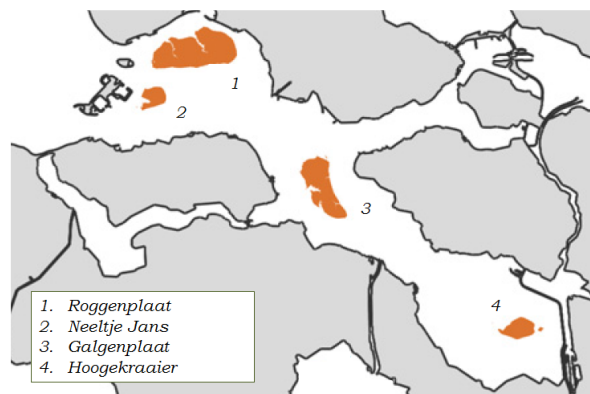 1
2
3
4
1. Roggenplaat
2. Neeltje Jans
3. Galgenplaat
4. Hoogekraaier